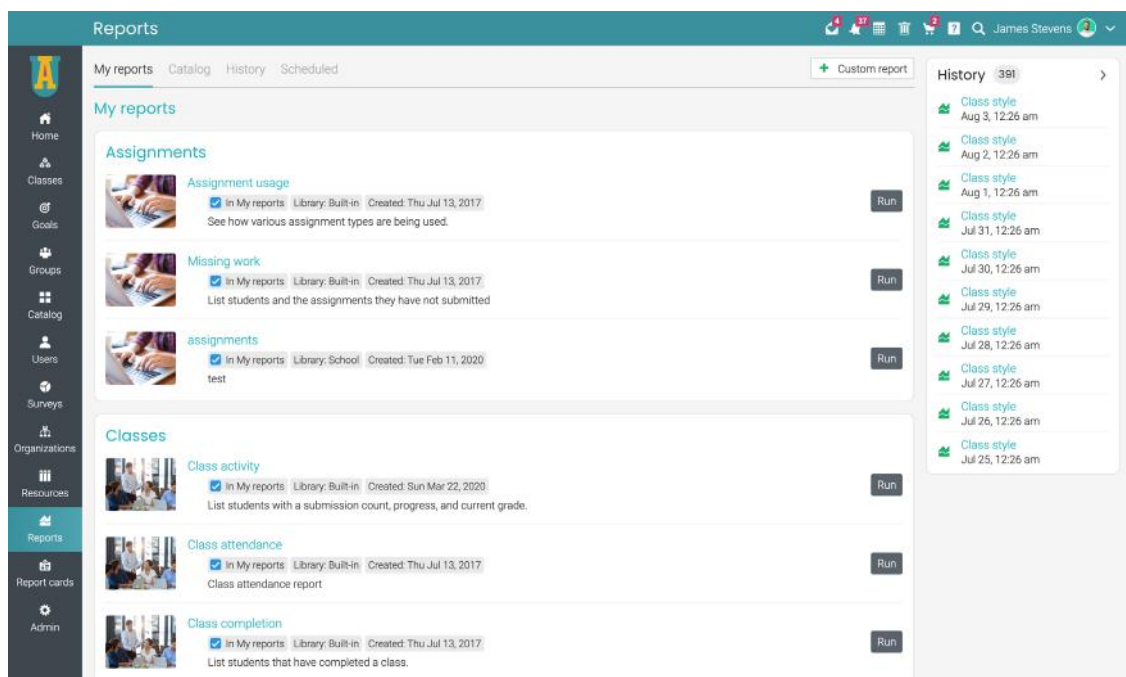 Reports
4
37
2
James Stevens
A
Home
Classes
Goals
Groups
Catalog
Users
Surveys
Organizations
Resources
Reports
Report cards
Admin
My reports Catalog History Scheduled
+ Custom report
My reports
Assignments
Assignment usage
In My reports Library: Built-in Created: Thu Jul 13, 2017
See how various assignment types are being used.
Run
Missing work
In My reports Library: Built-in Created: Thu Jul 13, 2017
List students and the assignments they have not submitted
Run
assignments
In My reports Library: School Created: Tue Feb 11, 2020
test
Run
Classes
Class activity
In My reports Library: Built-in Created: Sun Mar 22, 2020
List students with a submission count, progress, and current grade.
Run
Class attendance
In My reports Library: Built-in Created: Thu Jul 13, 2017
Class attendance report
Run
Class completion
In My reports Library: Built-in Created: Thu Jul 13, 2017
List students that have completed a class.
Run
History 391
Class style
Aug 3, 12:26 am
Class style
Aug 2, 12:26 am
Class style
Aug 1, 12:26 am
Class style
Jul 31, 12:26 am
Class style
Jul 30, 12:26 am
Class style
Jul 29, 12:26 am
Class style
Jul 28, 12:26 am
Class style
Jul 27, 12:26 am
Class style
Jul 26, 12:26 am
Class style
Jul 25, 12:26 am